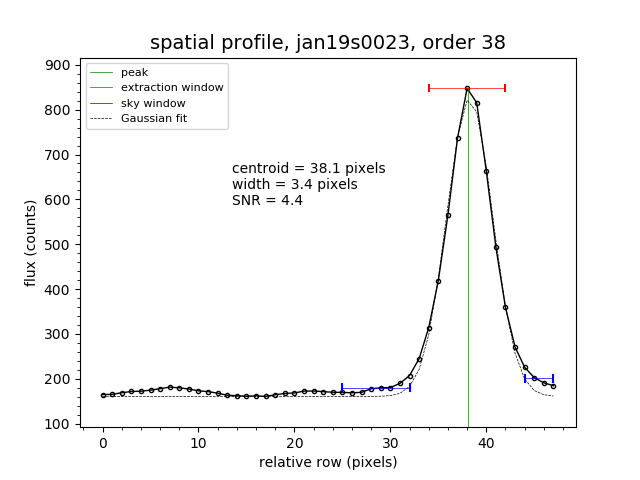 spatial profile, jan19s0023, order 38
900
800
700
600
500
400
300
200
100
flux (counts)
peak
extraction window
sky window
Gaussian fit
centroid = 38.1 pixels
width = 3.4 pixels
SNR = 4.4
0 10 20 30 40
relative row (pixels)